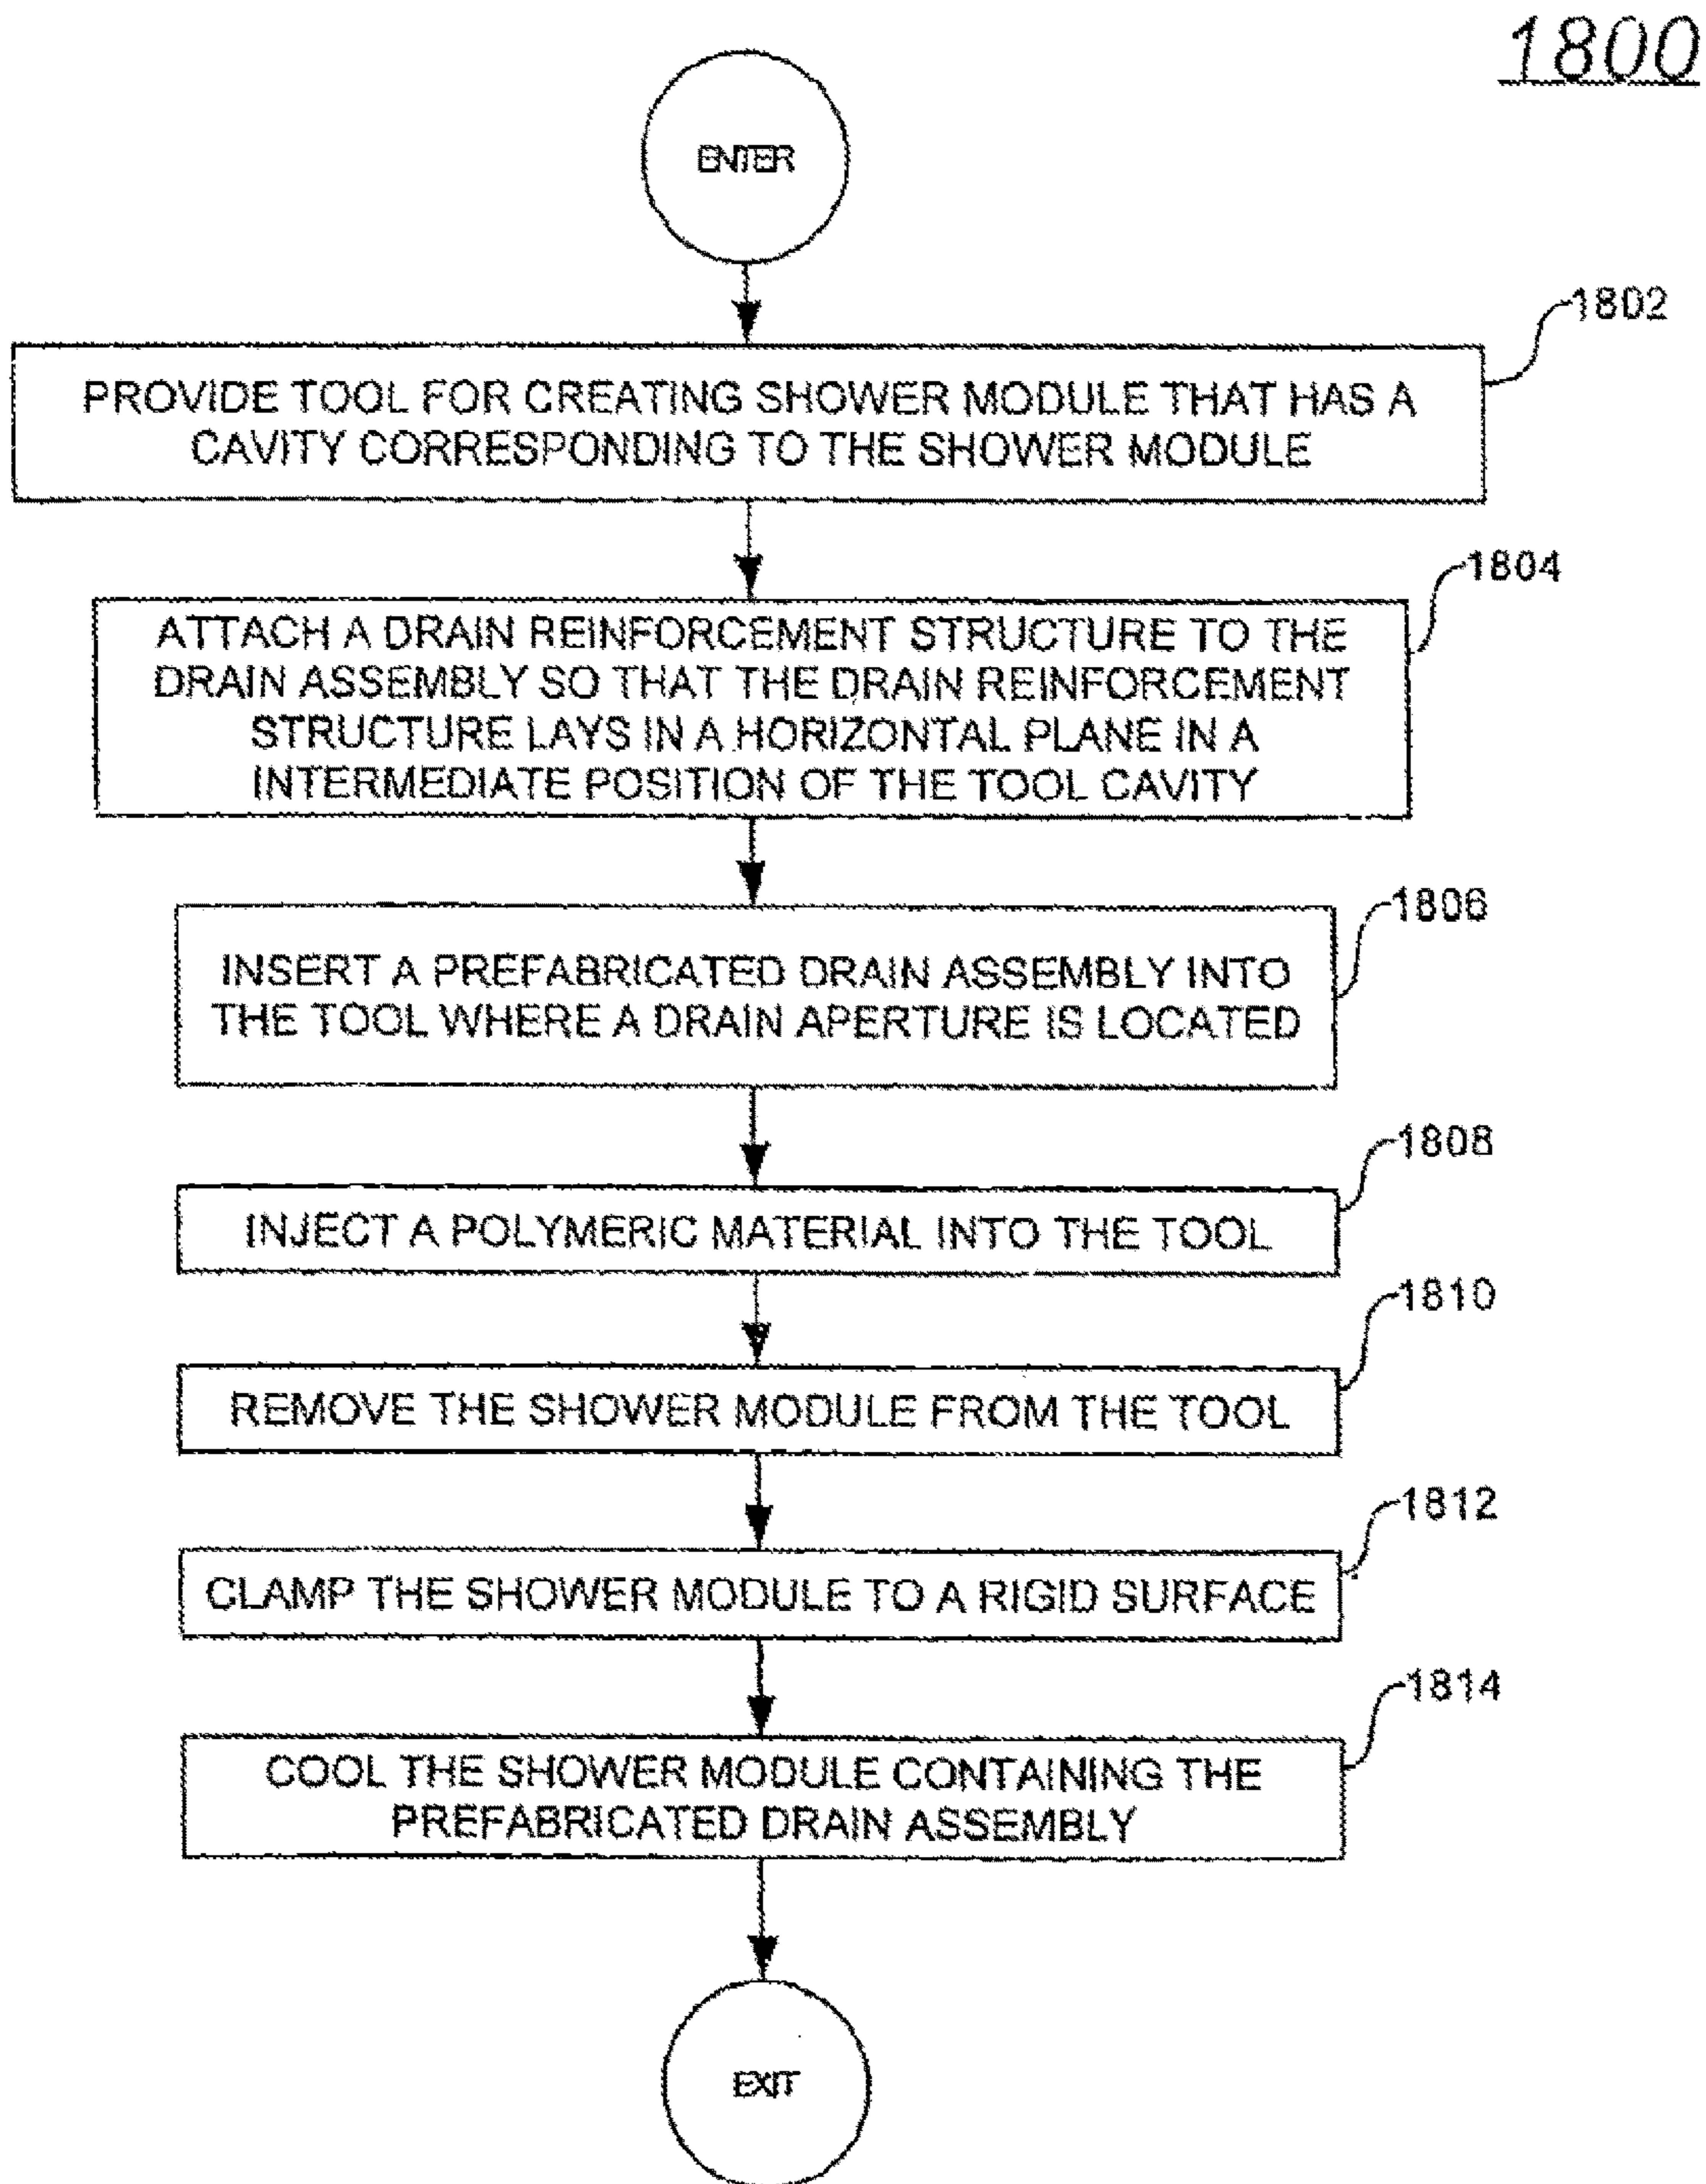 1800
ENTER
1802
PROVIDE TOOL FOR CREATING SHOWER MODULE THAT HAS A
CAVITY CORRESPONDING TO THE SHOWER MODULE
1804
ATTACH A DRAIN REINFORCEMENT STRUCTURE TO THE
DRAIN ASSEMBLY SO THAT THE DRAIN REINFORCEMENT
STRUCTURE LAYS IN A HORIZONTAL PLANE IN A
INTERMEDIATE POSITION OF THE TOOL CAVITY
1806
INSERT A PREFABRICATED DRAIN ASSEMBLY INTO
THE TOOL WHERE A DRAIN APERTURE IS LOCATED
1808
INJECT A POLYMERIC MATERIAL INTO THE TOOL
1810
REMOVE THE SHOWER MODULE FROM THE TOOL
1812
CLAMP THE SHOWER MODULE TO A RIGID SURFACE
1814
COOL THE SHOWER MODULE CONTAINING THE
PREFABRICATED DRAIN ASSEMBLY
EXIT